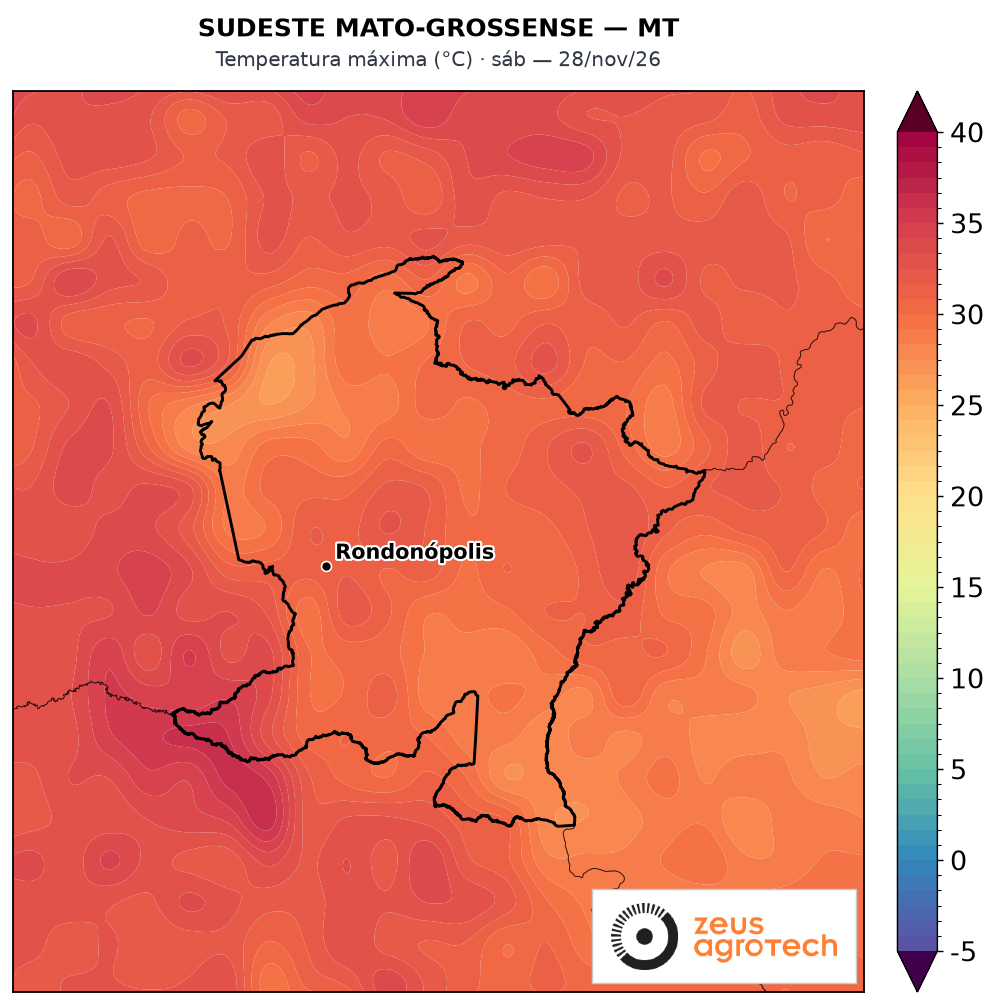 SUDESTE MATO-GROSSENSE — MT
Temperatura máxima (°C) · sáb — 28/nov/26
40
35
30
25
20
15
10
5
0
-5
Rondonópolis
zeus
agrotech